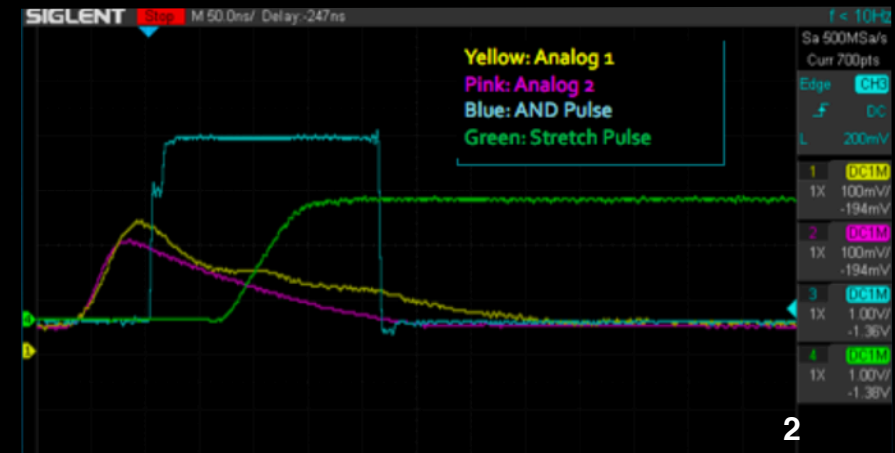 SIGLENT Stop M 50.0ns/ Delay:-247ns f < 10Hz
Sa 500MSa/s
Curr 700pts
Edge CH3
DC
L 200mV
1 DC1M
1X 100mV/
-194mV
2 DC1M
1X 100mV/
-194mV
3 DC1M
1X 1.00V/
-1.36V
4 DC1M
1X 1.00V/
-1.38V
Yellow: Analog 1
Pink: Analog 2
Blue: AND Pulse
Green: Stretch Pulse
4
1
2